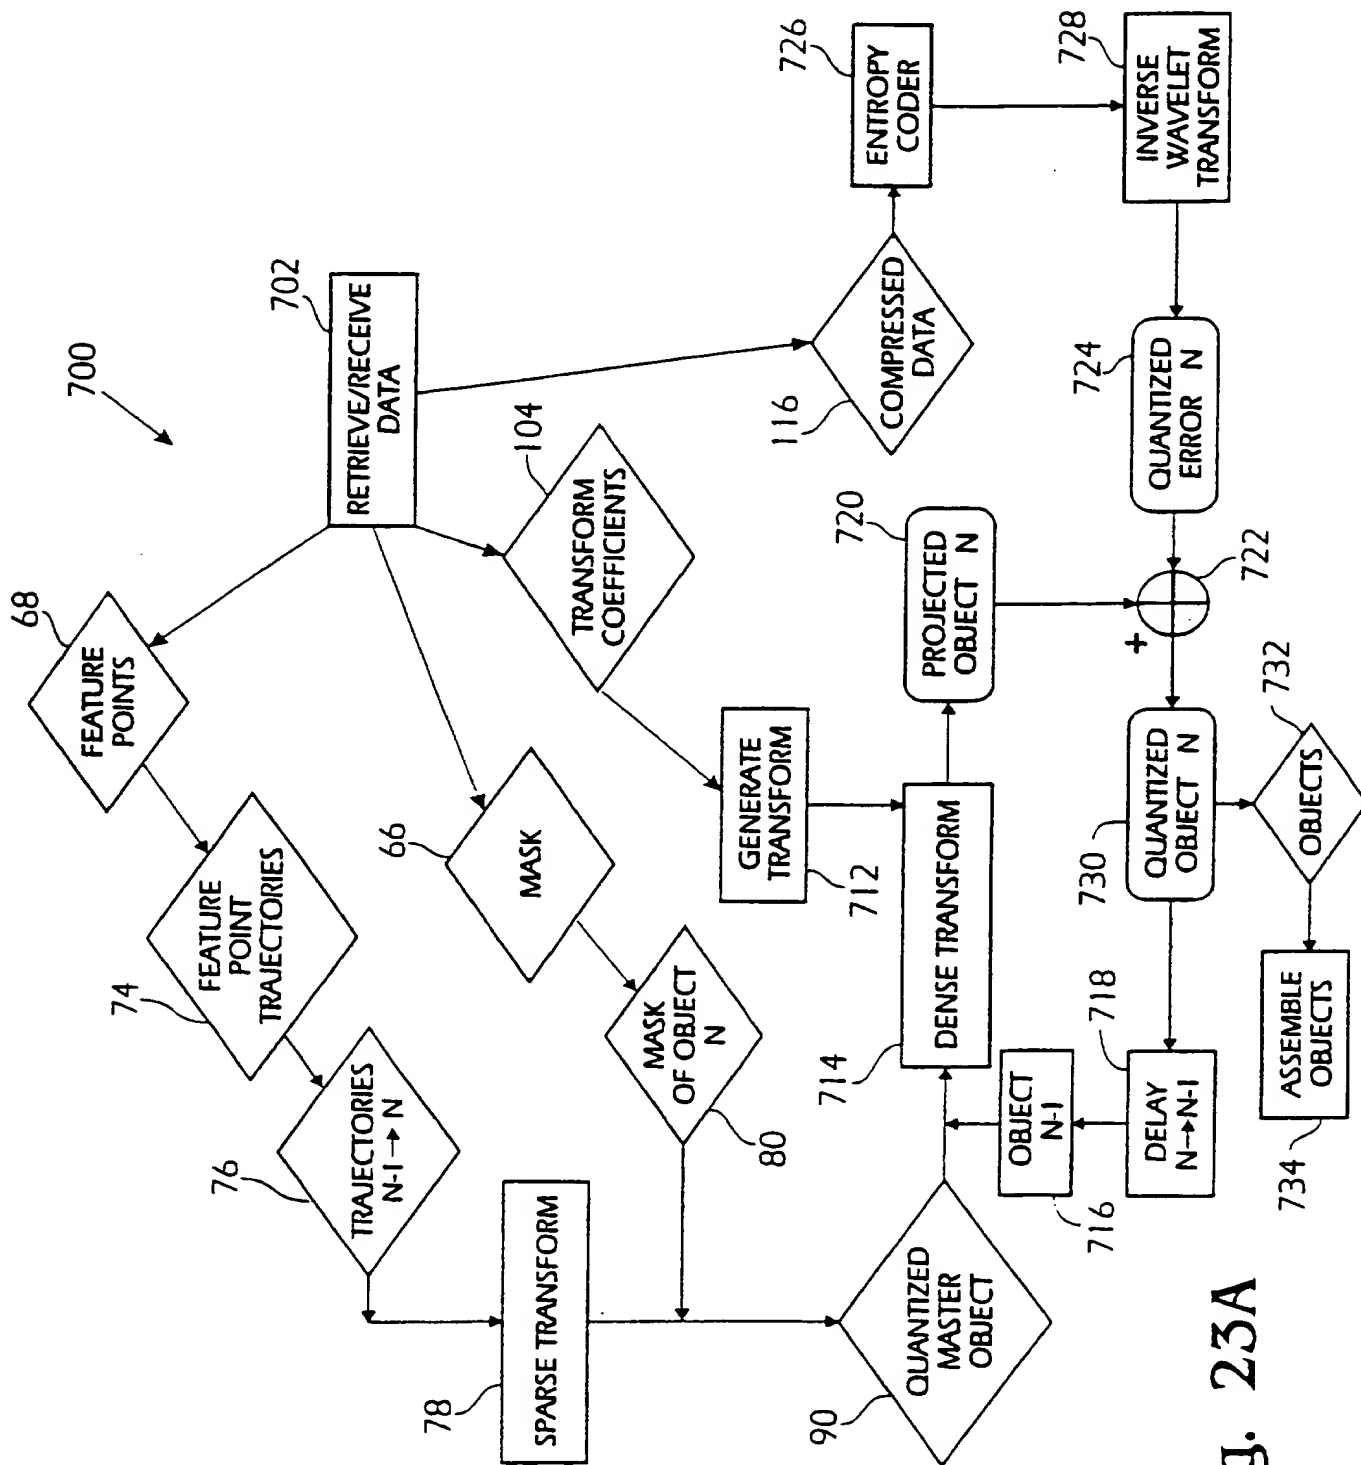 700
702
RETRIEVE/RECEIVE
DATA
68
FEATURE
POINTS
74
FEATURE
POINT
TRAJECTORIES
76
TRAJECTORIES
N-1→N
78
SPARSE TRANSFORM
66
MASK
MASK
OF OBJECT
N
80
104
TRANSFORM
COEFFICIENTS
GENERATE
TRANSFORM
712
90
QUANTIZED
MASTER
OBJECT
714
DENSE TRANSFORM
OBJECT
N-1
716
718
DELAY
N→N-1
720
PROJECTED
OBJECT N
116
COMPRESSED
DATA
726
ENTROPY
CODER
728
INVERSE
WAVELET
TRANSFORM
724
QUANTIZED
ERROR N
+
722
730
QUANTIZED
OBJECT N
732
OBJECTS
734
ASSEMBLE
OBJECTS
g. 23A